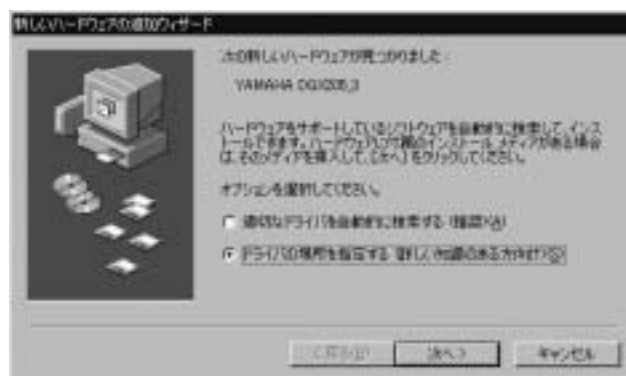 新しいハードウェアの追加ウィザード
次の新しいハードウェアが見つかりました:
YAMAHA
ハードウェアをサポートしているソフトウェアを自動的に検索して、インス
トールできます。ハードウェアに付属のインストール メディアがある場合
は、そのメディアを挿入して、[次へ] をクリックしてください。
オプションを選択してください。
適切なドライバを自動的に検索する (推奨)(A)
ドライバの場所を指定する (詳しい知識のある方向け)(S)
< 戻る(B)
次へ >
キャンセル